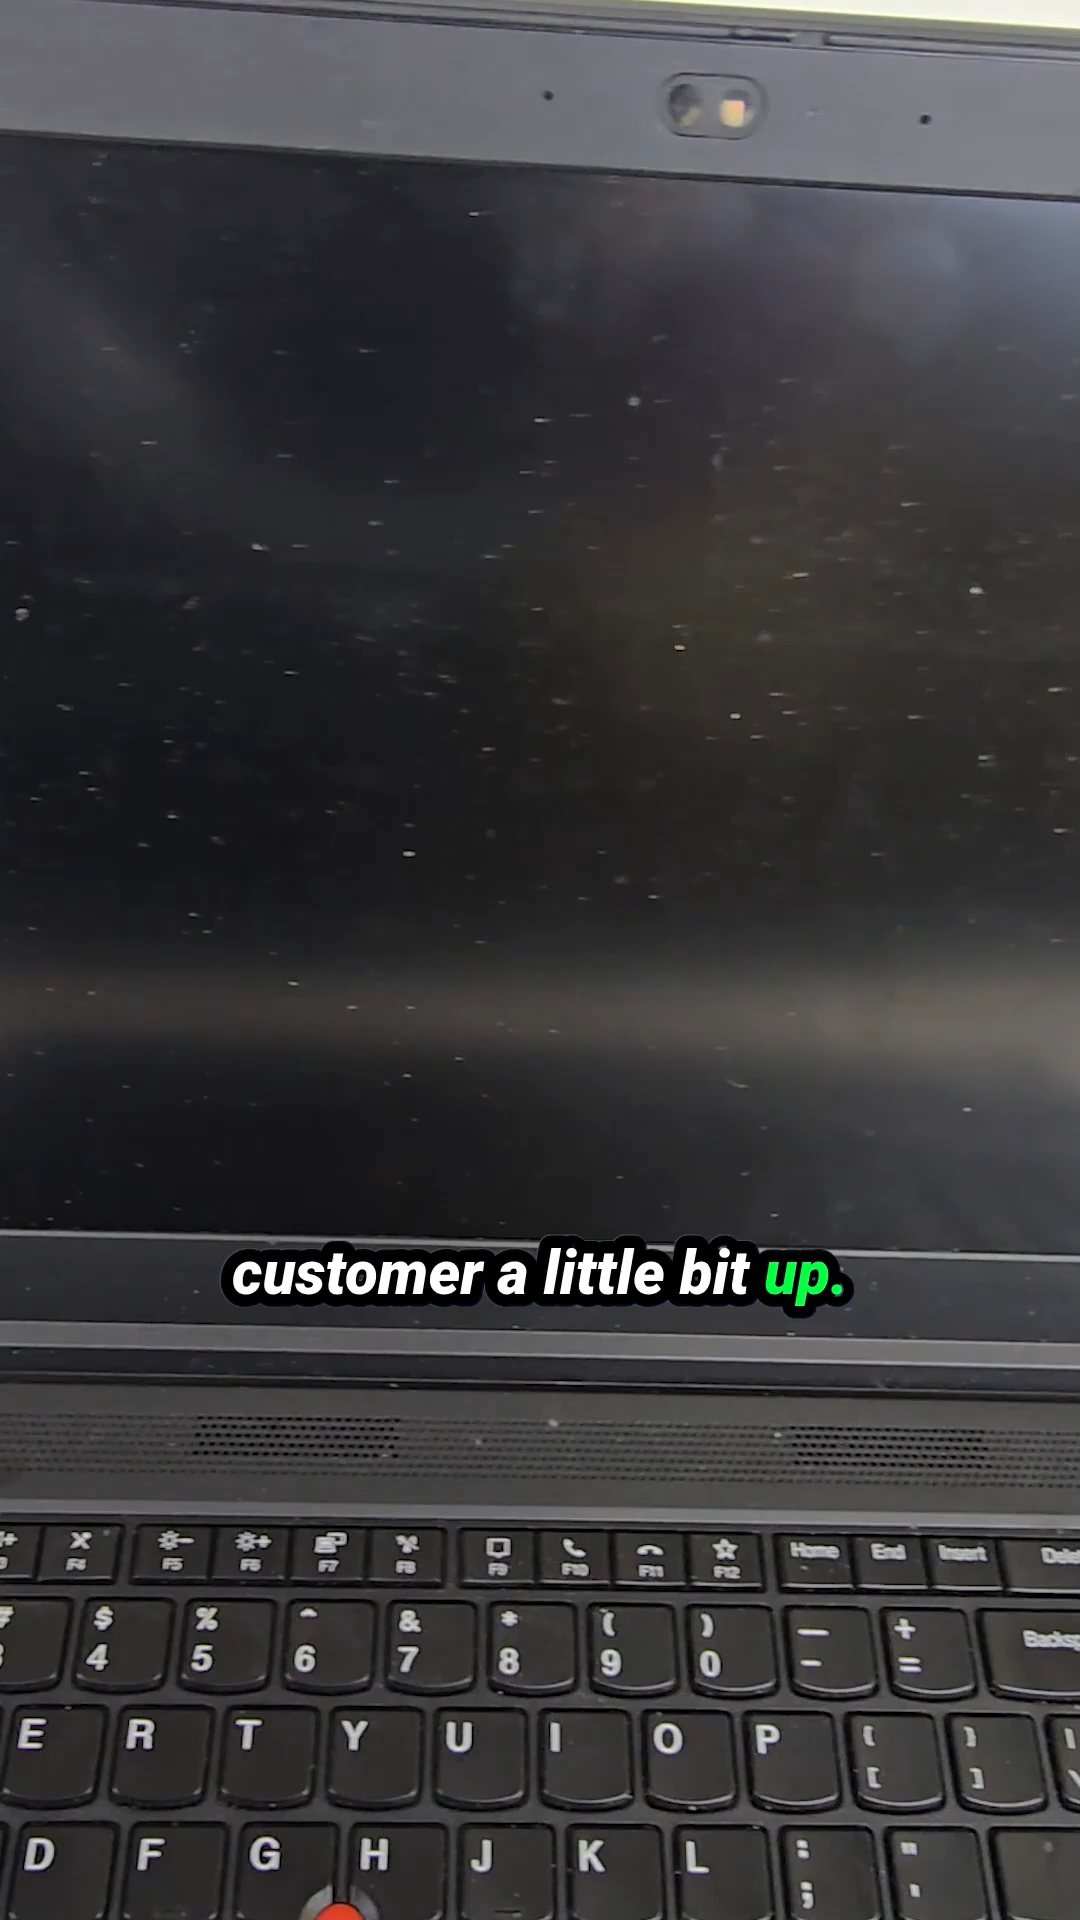 customer a little bit up.
F4 F5 F6 F7 F8 F9 F10 F11 F12 Home End Insert
$ % ^ & * ( ) — +
4 5 6 7 8 9 0 - =
E R T Y U I O P { }
[ ]
D F G H J K L : "
; '